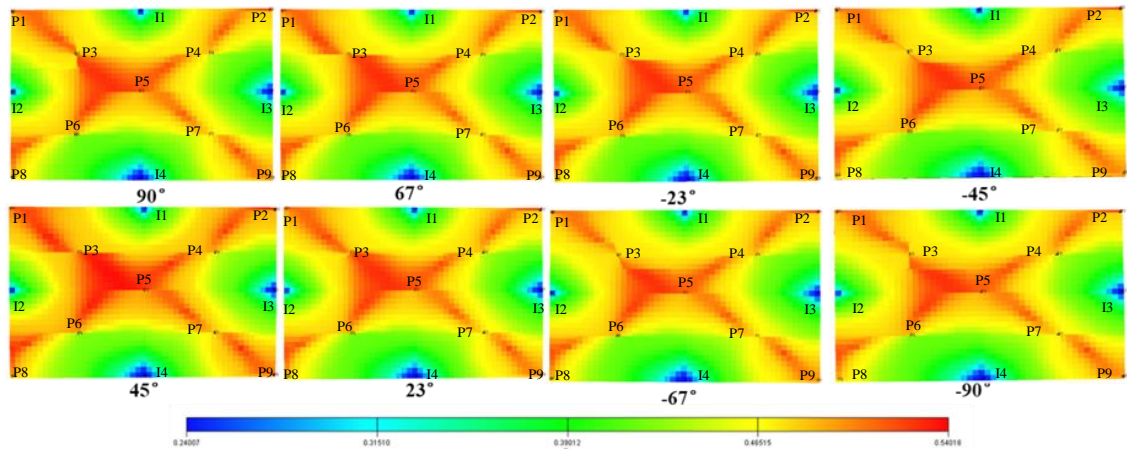 P1 I1 P2 P1 I1 P2 P1 I1 P2 P1 I1 P2
P3 P4 P3 P4 P3 P4 P3 P4
P5 P5 P5 P5
I2 I3 I2 I3 I2 I3 I2 I3
P6 P7 P6 P7 P6 P7 P6 P7
P8 I4 P9 P8 I4 P9 P8 I4 P9 P8 I4 P9
90° 67° -23° -45°
P1 I1 P2 P1 I1 P2 P1 I1 P2 P1 I1 P2
P3 P4 P3 P4 P3 P4 P3 P4
P5 P5 P5 P5
I2 I3 I2 I3 I2 I3 I2 I3
P6 P7 P6 P7 P6 P7 P6 P7
P8 I4 P9 P8 I4 P9 P8 I4 P9 P8 I4 P9
45° 23° -67° -90°
0.24007 0.31510 0.39012 0.46515 0.54018